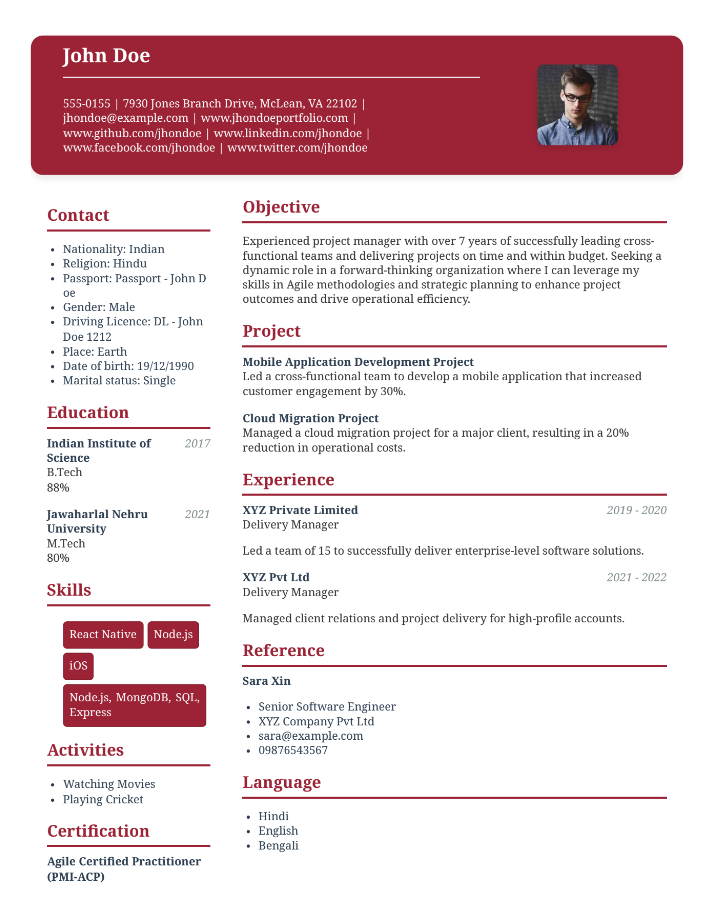 John Doe
555-0155 | 7930 Jones Branch Drive, McLean, VA 22102 |
jhondoe@example.com | www.jhondoeportfolio.com |
www.github.com/jhondoe | www.linkedin.com/jhondoe |
www.facebook.com/jhondoe | www.twitter.com/jhondoe
Contact
• Nationality: Indian
• Religion: Hindu
• Passport: Passport - John D
oe
• Gender: Male
• Driving Licence: DL - John
Doe 1212
• Place: Earth
• Date of birth: 19/12/1990
• Marital status: Single
Education
Indian Institute of 2017
Science
B.Tech
88%
Jawaharlal Nehru 2021
University
M.Tech
80%
Skills
React Native Node.js
iOS
Node.js, MongoDB, SQL,
Express
Activities
• Watching Movies
• Playing Cricket
Certification
Agile Certified Practitioner
(PMI-ACP)
Objective
Experienced project manager with over 7 years of successfully leading cross-
functional teams and delivering projects on time and within budget. Seeking a
dynamic role in a forward-thinking organization where I can leverage my
skills in Agile methodologies and strategic planning to enhance project
outcomes and drive operational efficiency.
Project
Mobile Application Development Project
Led a cross-functional team to develop a mobile application that increased
customer engagement by 30%.
Cloud Migration Project
Managed a cloud migration project for a major client, resulting in a 20%
reduction in operational costs.
Experience
XYZ Private Limited 2019 - 2020
Delivery Manager
Led a team of 15 to successfully deliver enterprise-level software solutions.
XYZ Pvt Ltd 2021 - 2022
Delivery Manager
Managed client relations and project delivery for high-profile accounts.
Reference
Sara Xin
• Senior Software Engineer
• XYZ Company Pvt Ltd
• sara@example.com
• 09876543567
Language
• Hindi
• English
• Bengali